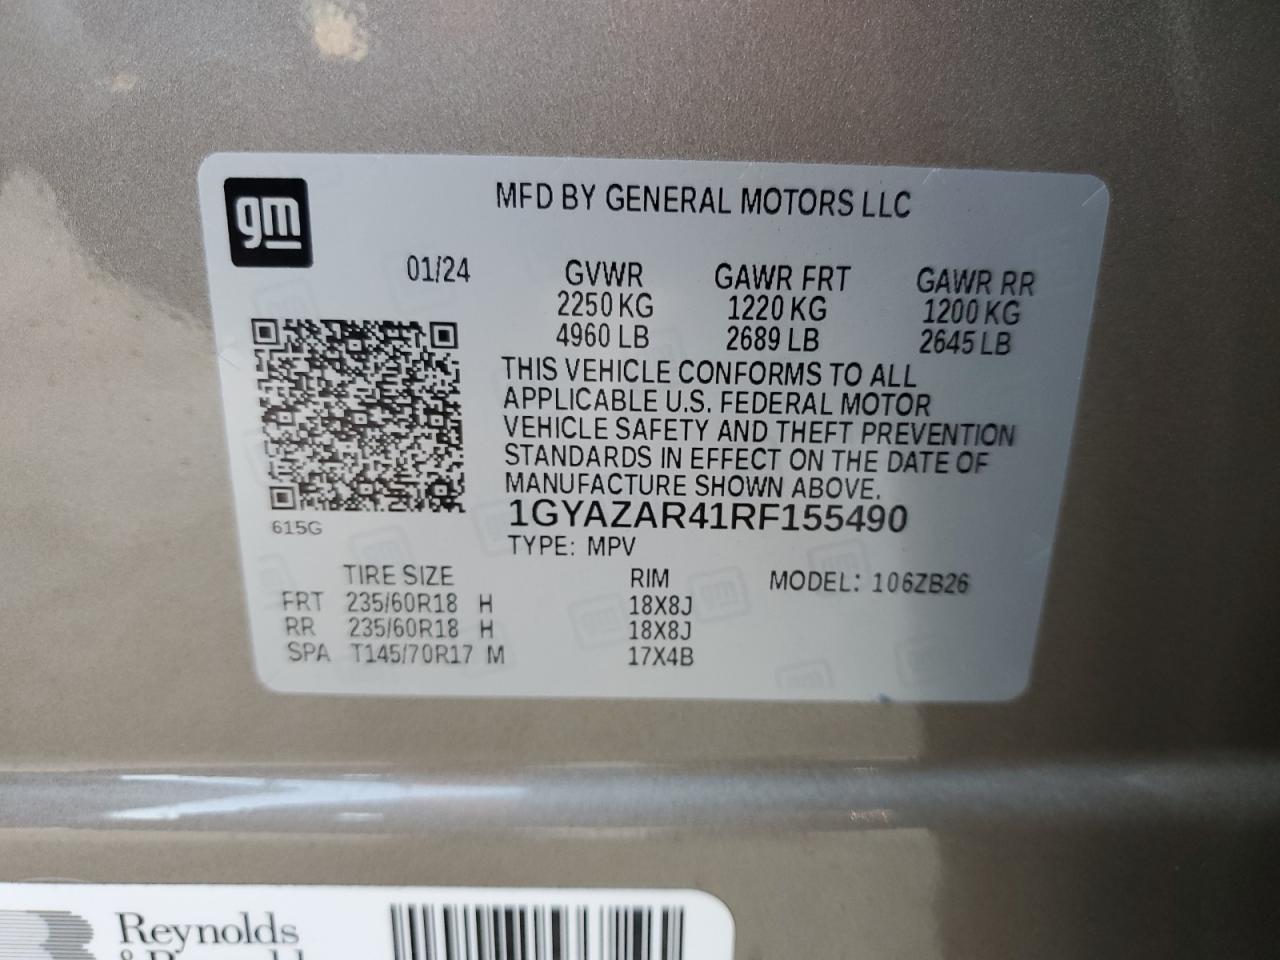 gm
MFD BY GENERAL MOTORS LLC
01/24 GVWR GAWR FRT GAWR RR
2250 KG 1220 KG 1200 KG
4960 LB 2689 LB 2645 LB
THIS VEHICLE CONFORMS TO ALL
APPLICABLE U.S. FEDERAL MOTOR
VEHICLE SAFETY AND THEFT PREVENTION
STANDARDS IN EFFECT ON THE DATE OF
MANUFACTURE SHOWN ABOVE.
615G
1GYAZAR41RF155490
TYPE: MPV
TIRE SIZE RIM MODEL: 106ZB26
FRT 235/60R18 H 18X8J
RR 235/60R18 H 18X8J
SPA T145/70R17 M 17X4B
Reynolds